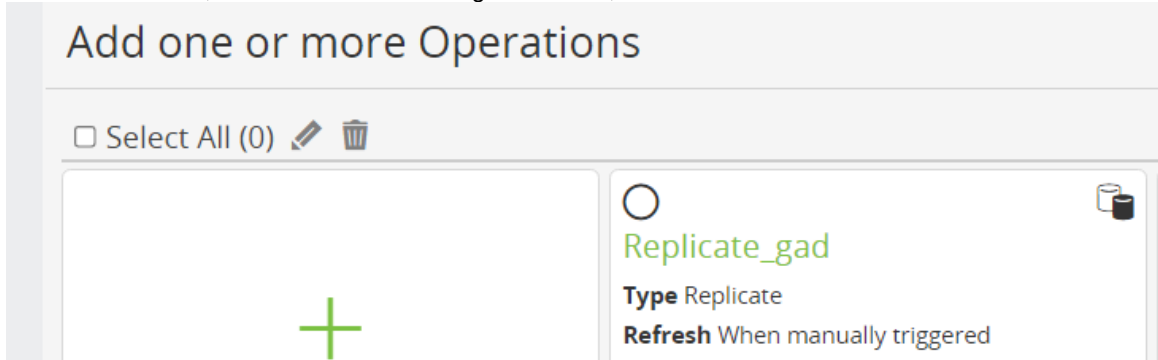 Add one or more Operations
Select All (0)
Replicate_gad
Type Replicate
Refresh When manually triggered